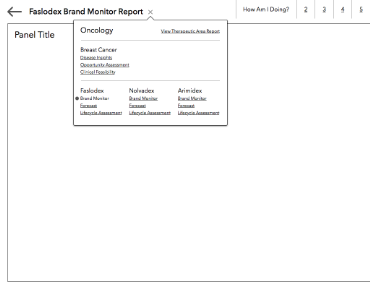 ← Faslodex Brand Monitor Report ×
How Am I Doing? 2 3 4 5
Panel Title
Oncology View Therapeutic Area Report
Breast Cancer
Disease Insights
Opportunity Assessment
Clinical Feasibility
Faslodex Nolvadex Arimidex
Brand Monitor Brand Monitor Brand Monitor
Forecast Forecast Forecast
Lifecycle Assessment Lifecycle Assessment Lifecycle Assessment